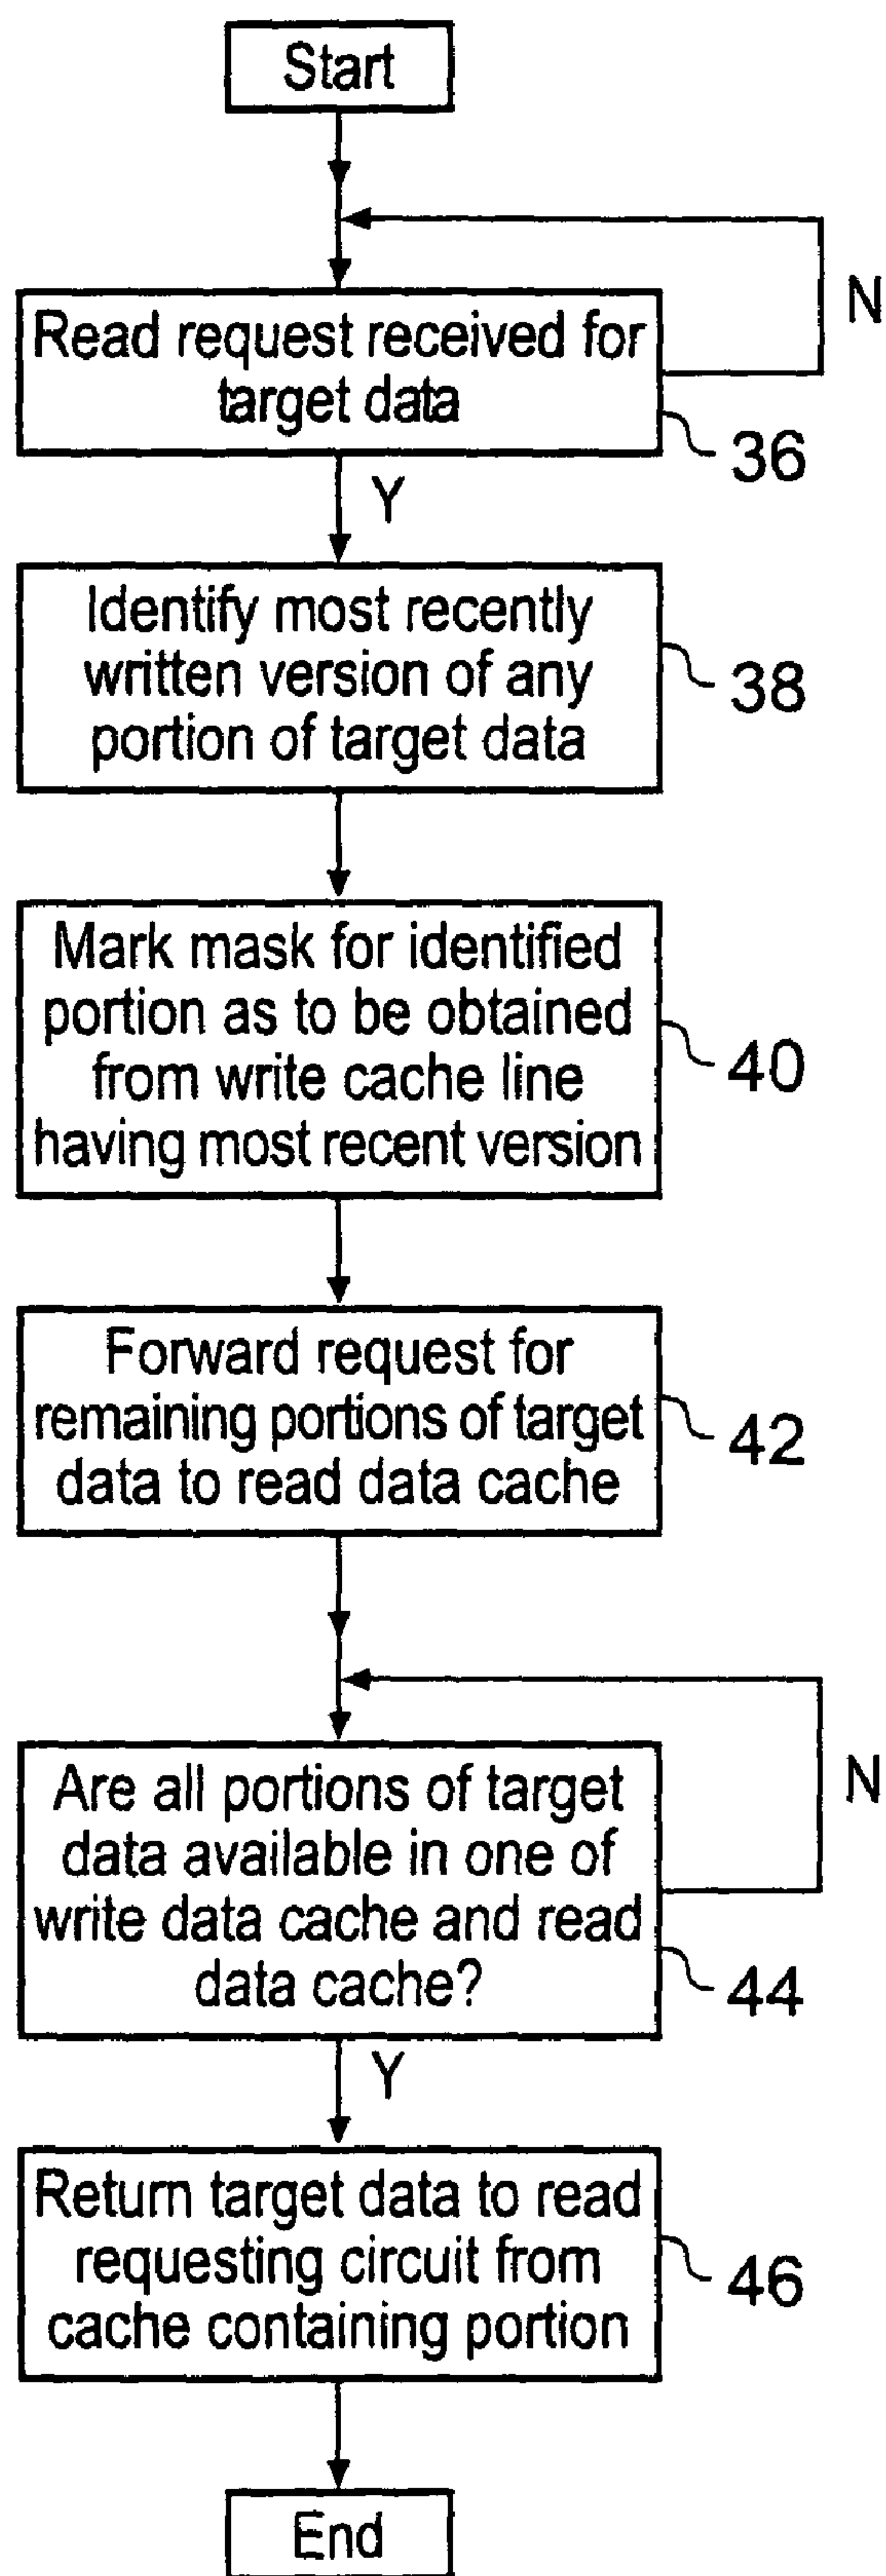 Start
N
Read request received for
target data
36
Y
Identify most recently
written version of any
portion of target data
38
Mark mask for identified
portion as to be obtained
from write cache line
having most recent version
40
Forward request for
remaining portions of target
data to read data cache
42
N
Are all portions of target
data available in one of
write data cache and read
data cache?
44
Y
Return target data to read
requesting circuit from
cache containing portion
46
End